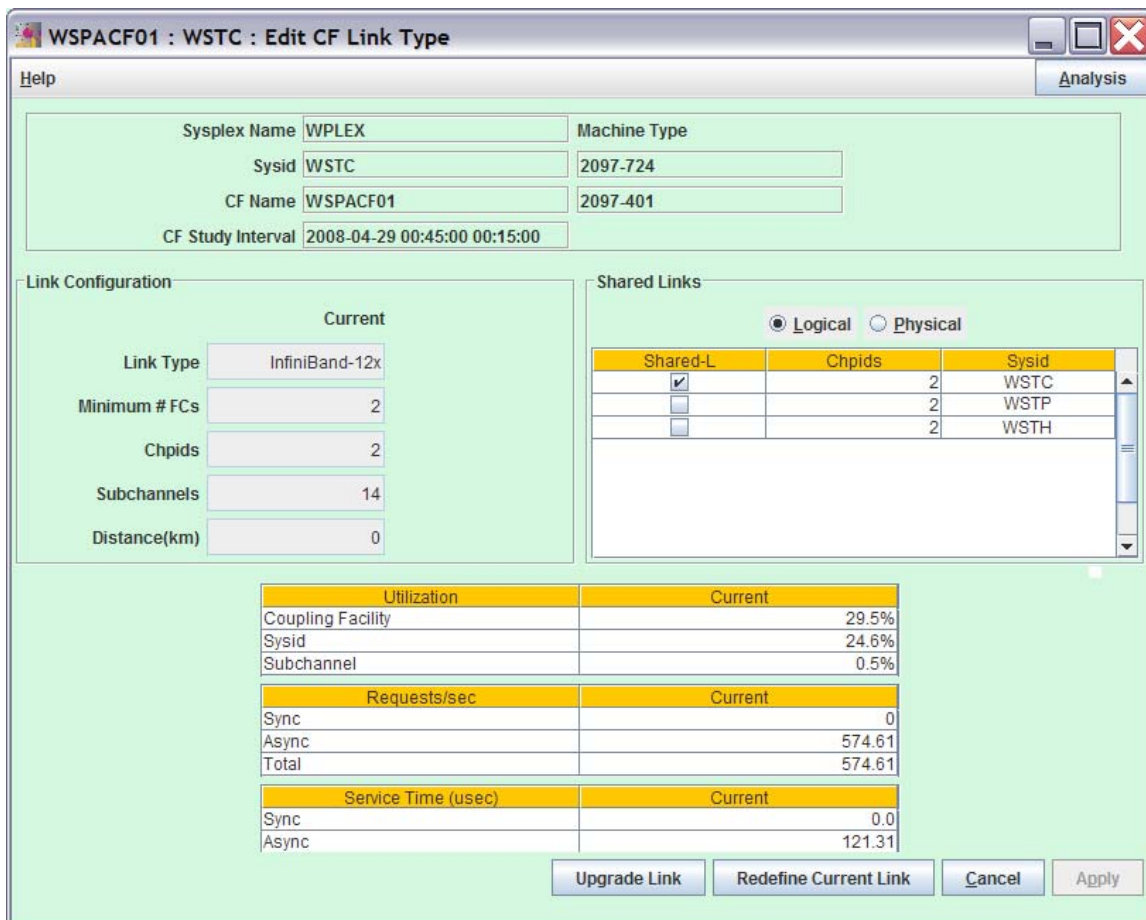 WSPACF01 : WSTC : Edit CF Link Type
Help Analysis
Sysplex Name WPLEX Machine Type
Sysid WSTC 2097-724
CF Name WSPACF01 2097-401
CF Study Interval 2008-04-29 00:45:00 00:15:00
Link Configuration
Current
Link Type InfiniBand-12x
Minimum # FCs 2
Chpids 2
Subchannels 14
Distance(km) 0
Shared Links
Logical Physical
Shared-L Chpids Sysid
2 WSTC
2 WSTP
2 WSTH
Utilization Current
Coupling Facility 29.5%
Sysid 24.6%
Subchannel 0.5%
Requests/sec Current
Sync 0
Async 574.61
Total 574.61
Service Time (usec) Current
Sync 0.0
Async 121.31
Upgrade Link Redefine Current Link Cancel Apply